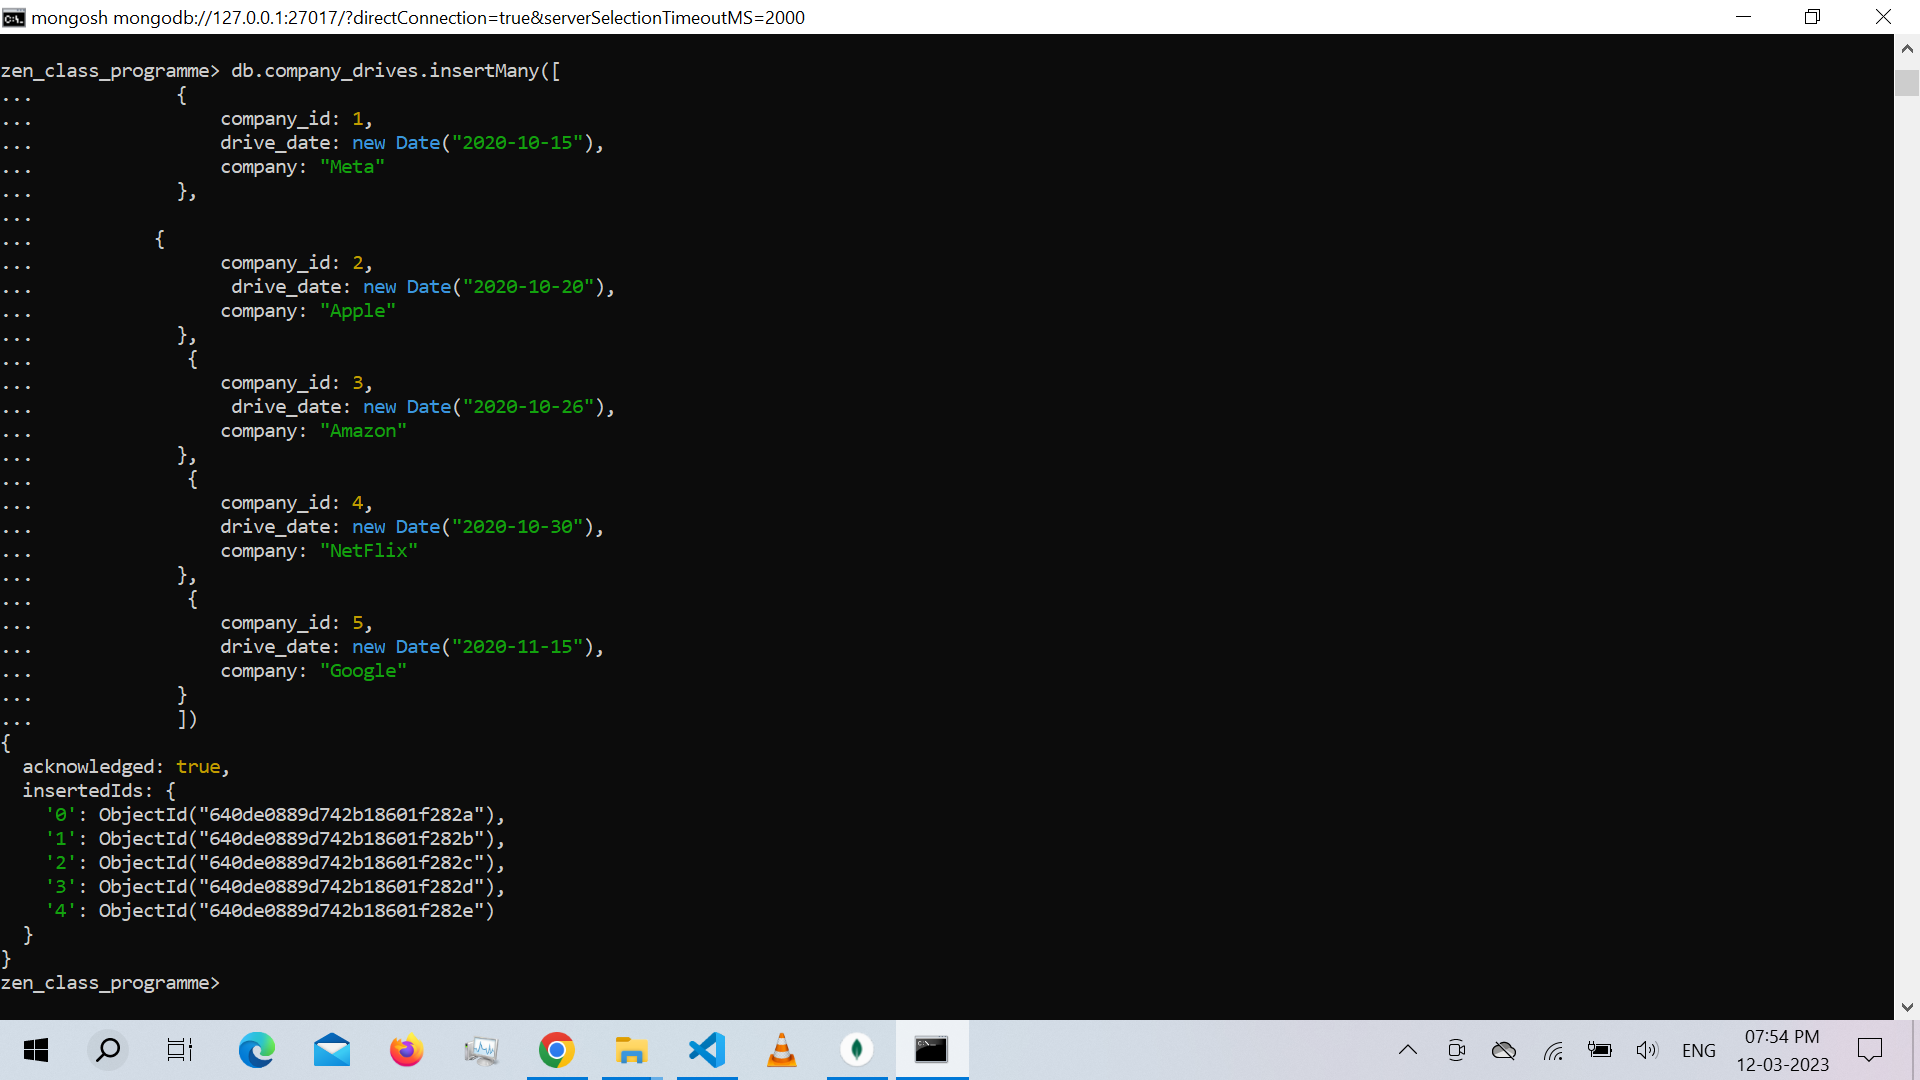 mongosh mongodb://127.0.0.1:27017/?directConnection=true&serverSelectionTimeoutMS=2000
zen_class_programme> db.company_drives.insertMany([
... {
... company_id: 1,
... drive_date: new Date("2020-10-15"),
... company: "Meta"
... },
...
... {
... company_id: 2,
... drive_date: new Date("2020-10-20"),
... company: "Apple"
... },
... {
... company_id: 3,
... drive_date: new Date("2020-10-26"),
... company: "Amazon"
... },
... {
... company_id: 4,
... drive_date: new Date("2020-10-30"),
... company: "NetFlix"
... },
... {
... company_id: 5,
... drive_date: new Date("2020-11-15"),
... company: "Google"
... }
... ])
{
acknowledged: true,
insertedIds: {
'0': ObjectId("640de0889d742b18601f282a"),
'1': ObjectId("640de0889d742b18601f282b"),
'2': ObjectId("640de0889d742b18601f282c"),
'3': ObjectId("640de0889d742b18601f282d"),
'4': ObjectId("640de0889d742b18601f282e")
}
}
zen_class_programme>
ENG
07:54 PM
12-03-2023